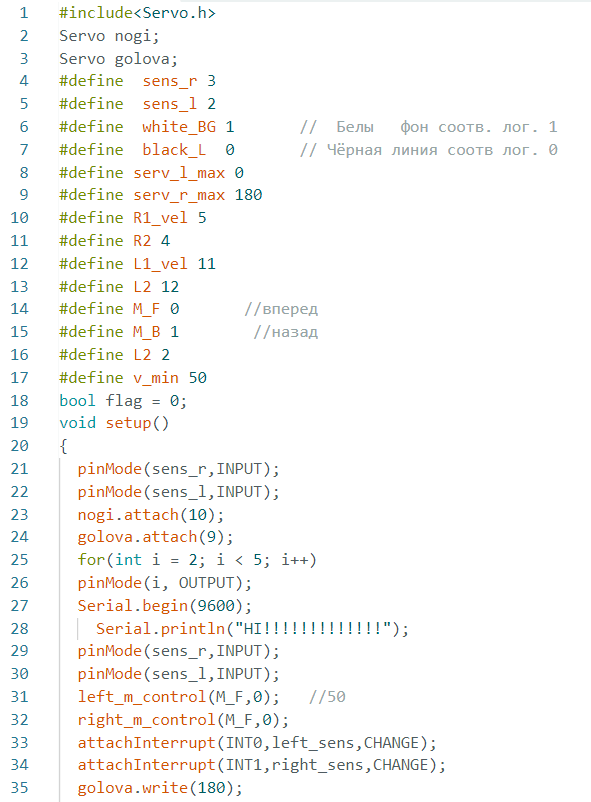 1 #include<Servo.h>
2 Servo nogi;
3 Servo golova;
4 #define  sens_r 3
5 #define  sens_l 2
6 #define  white_BG 1       //  Белы   фон соотв. лог. 1
7 #define  black_L  0       // Чёрная линия соотв лог. 0
8 #define serv_l_max 0
9 #define serv_r_max 180
10 #define R1_vel 5
11 #define R2 4
12 #define L1_vel 11
13 #define L2 12
14 #define M_F 0       //вперед
15 #define M_B 1        //назад
16 #define L2 2
17 #define v_min 50
18 bool flag = 0;
19 void setup()
20 {
21   pinMode(sens_r,INPUT);
22   pinMode(sens_l,INPUT);
23   nogi.attach(10);
24   golova.attach(9);
25   for(int i = 2; i < 5; i++)
26   pinMode(i, OUTPUT);
27   Serial.begin(9600);
28     Serial.println("HI!!!!!!!!!!!!!");
29   pinMode(sens_r,INPUT);
30   pinMode(sens_l,INPUT);
31   left_m_control(M_F,0);   //50
32   right_m_control(M_F,0);
33   attachInterrupt(INT0,left_sens,CHANGE);
34   attachInterrupt(INT1,right_sens,CHANGE);
35   golova.write(180);